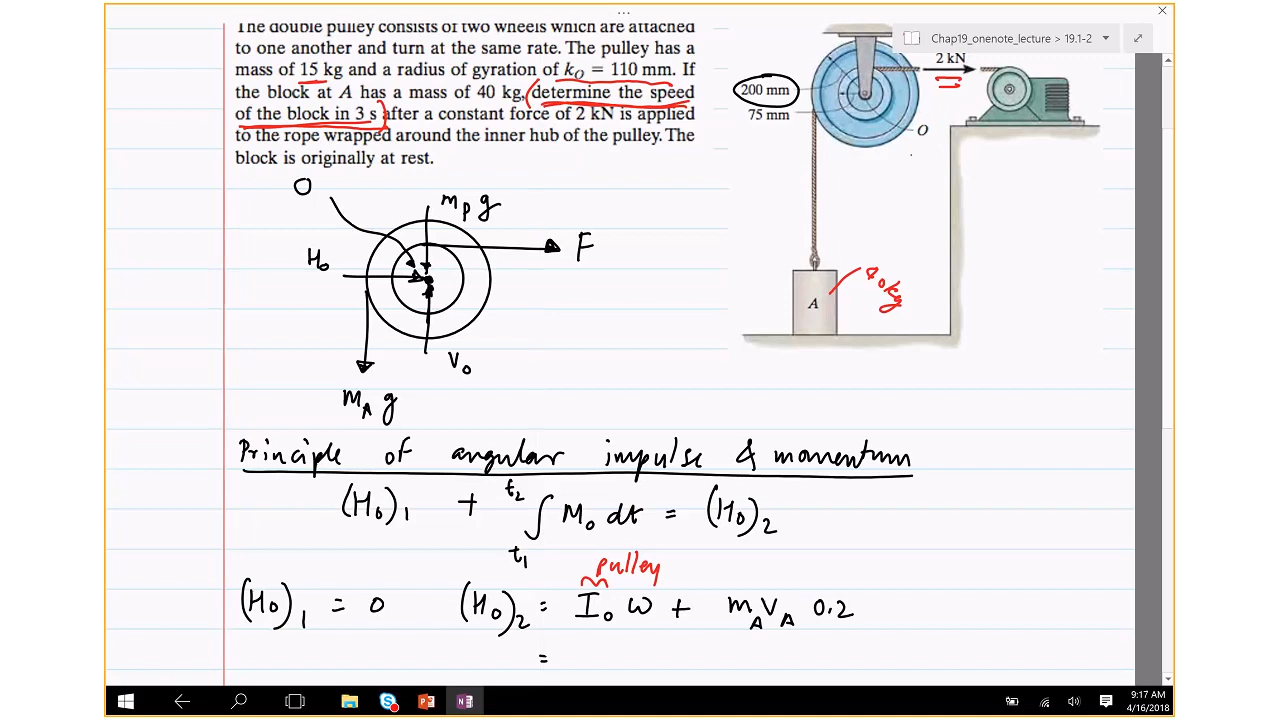 ...
Chap19_onenote_lecture > 19.1-2
The double pulley consists of two wheels which are attached
to one another and turn at the same rate. The pulley has a
mass of 15 kg and a radius of gyration of kO = 110 mm. If
the block at A has a mass of 40 kg, determine the speed
of the block in 3 s after a constant force of 2 kN is applied
to the rope wrapped around the inner hub of the pulley. The
block is originally at rest.
2 kN
200 mm
75 mm
O
A
40kg
O
mP g
F
Ho
Vo
mA g
Principle of angular impulse & momentum
(Ho)1 + ∫t1t2 Mo dt = (Ho)2
pulley
(Ho)1 = 0 (Ho)2 = Io ω + mA VA 0.2
=
9:17 AM
4/16/2018